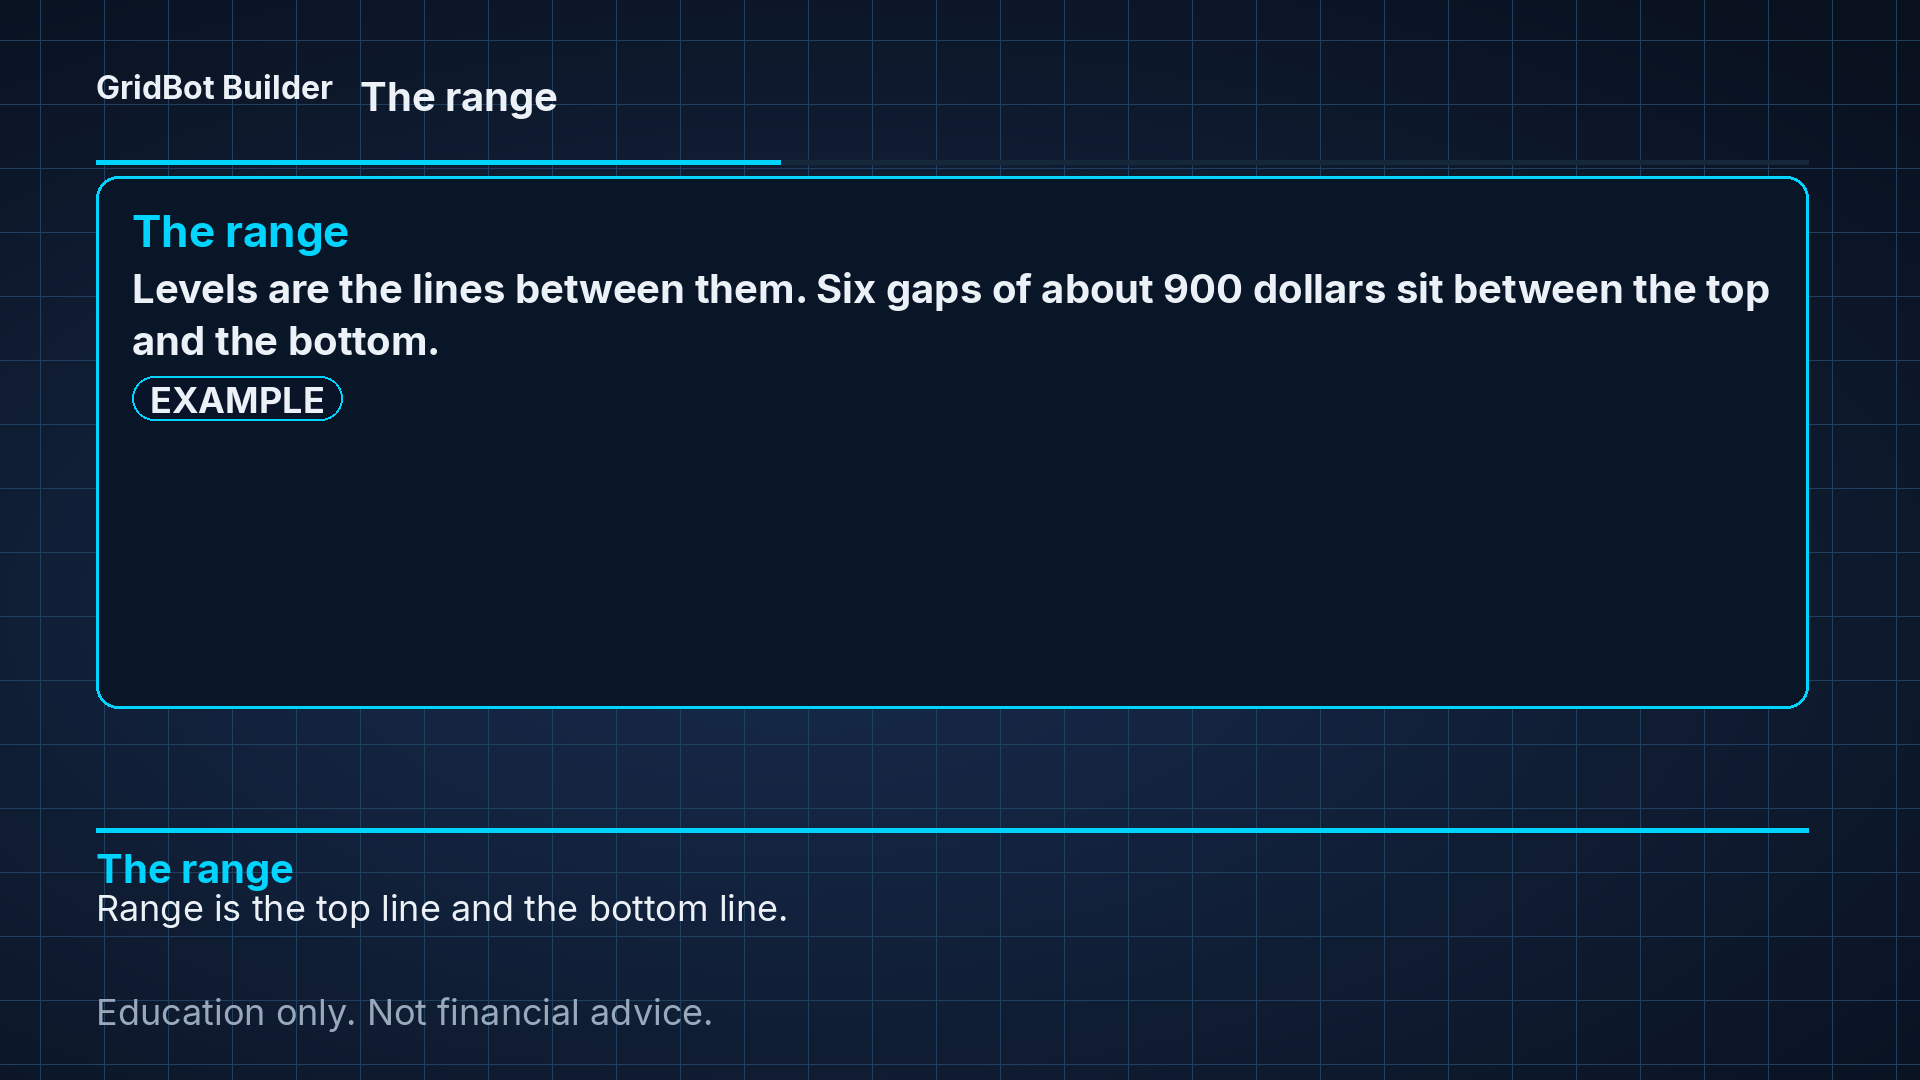 GridBot Builder The range
The range
Levels are the lines between them. Six gaps of about 900 dollars sit between the top
and the bottom.
EXAMPLE
The range
Range is the top line and the bottom line.
Education only. Not financial advice.